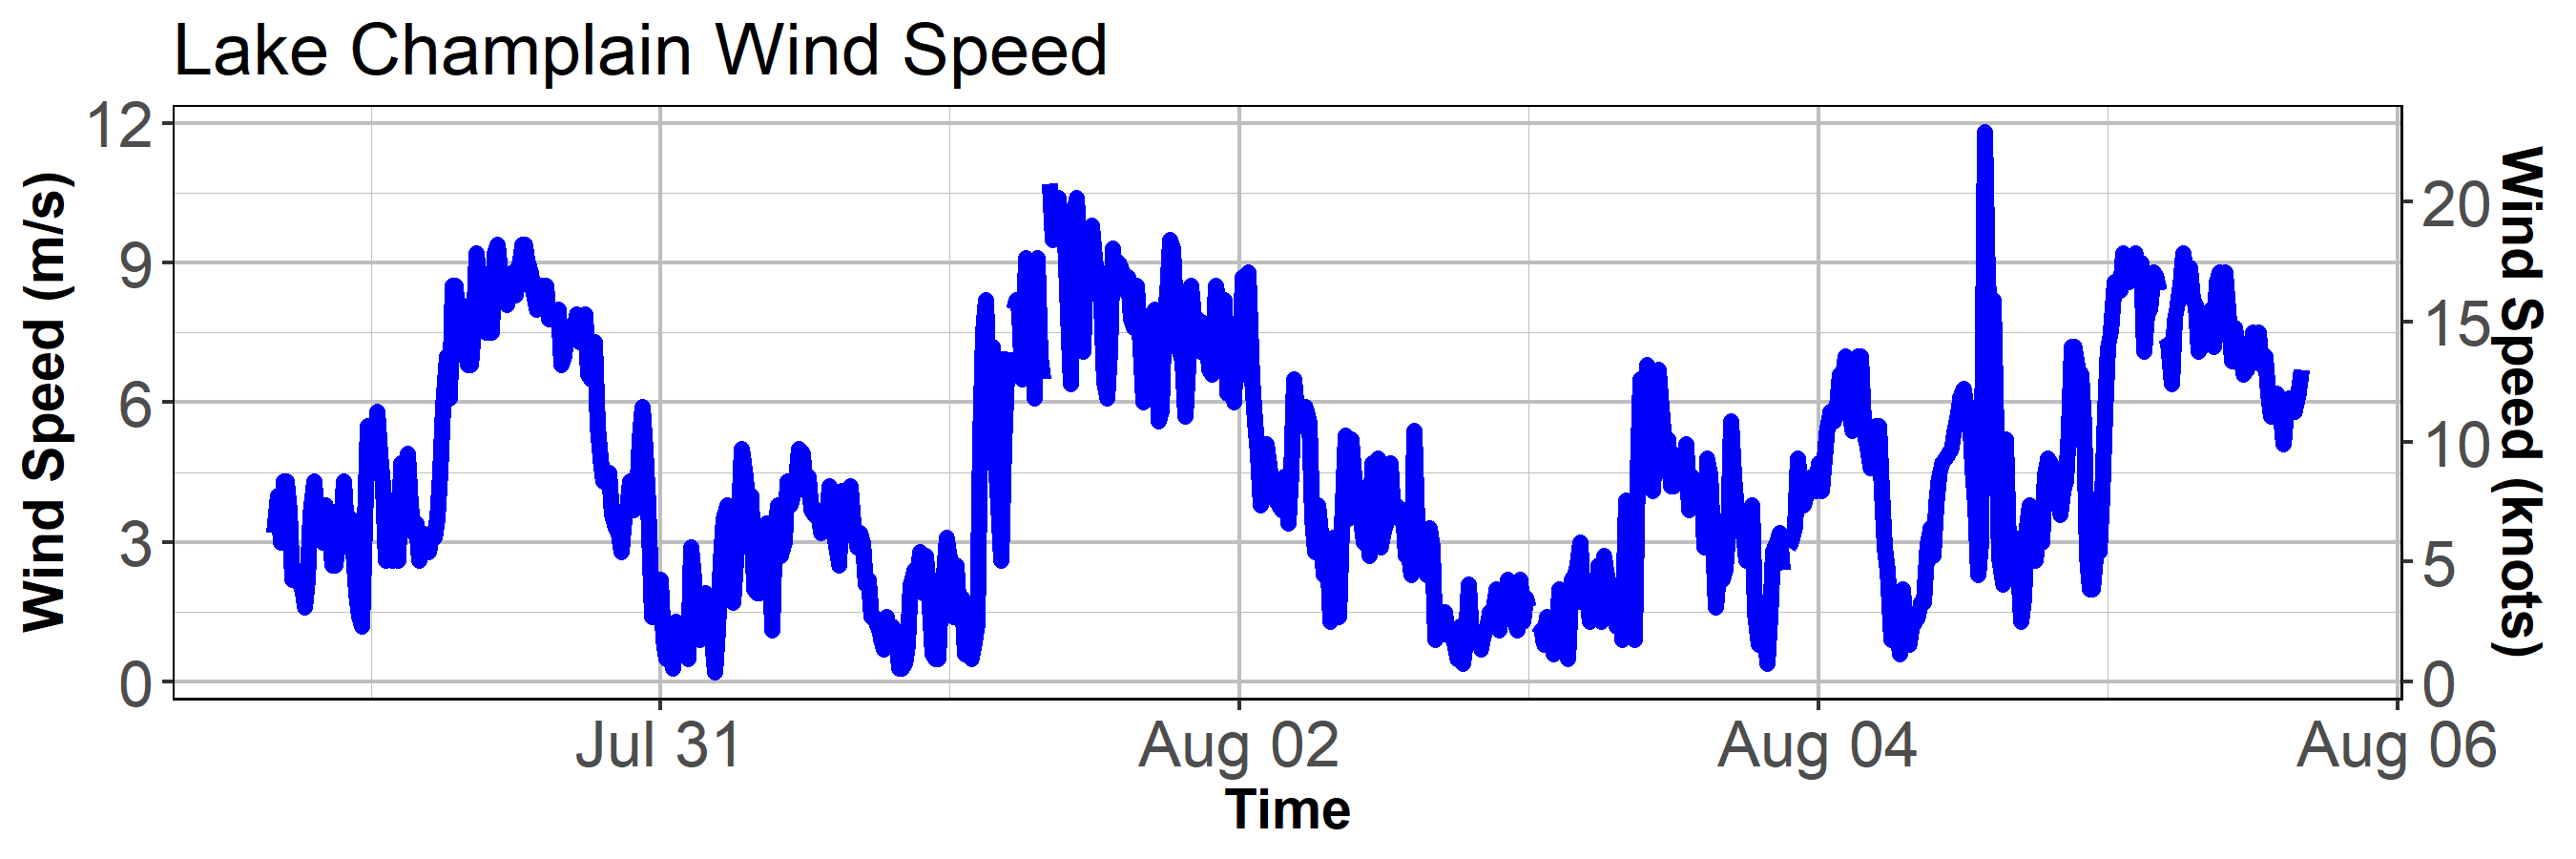 Lake Champlain Wind Speed
Wind Speed (m/s)
12
9
6
3
0
20
15
10
5
0
Wind Speed (knots)
Jul 31
Aug 02
Aug 04
Aug 06
Time